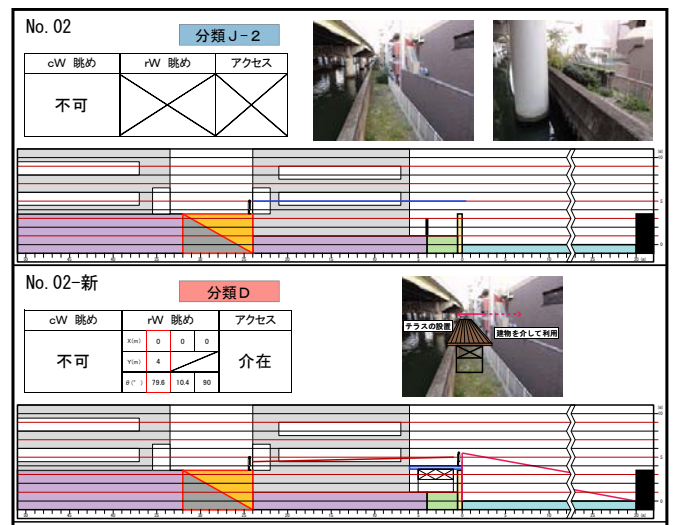 No. 02
分類J-2
cW 眺め rW 眺め アクセス
不可
No. 02-新
分類D
cW 眺め rW 眺め アクセス
不可
X(m) 0 0 0
Y(m) 4
θ(°) 79.6 10.4 90
介在
テラスの設置
建物を介して利用